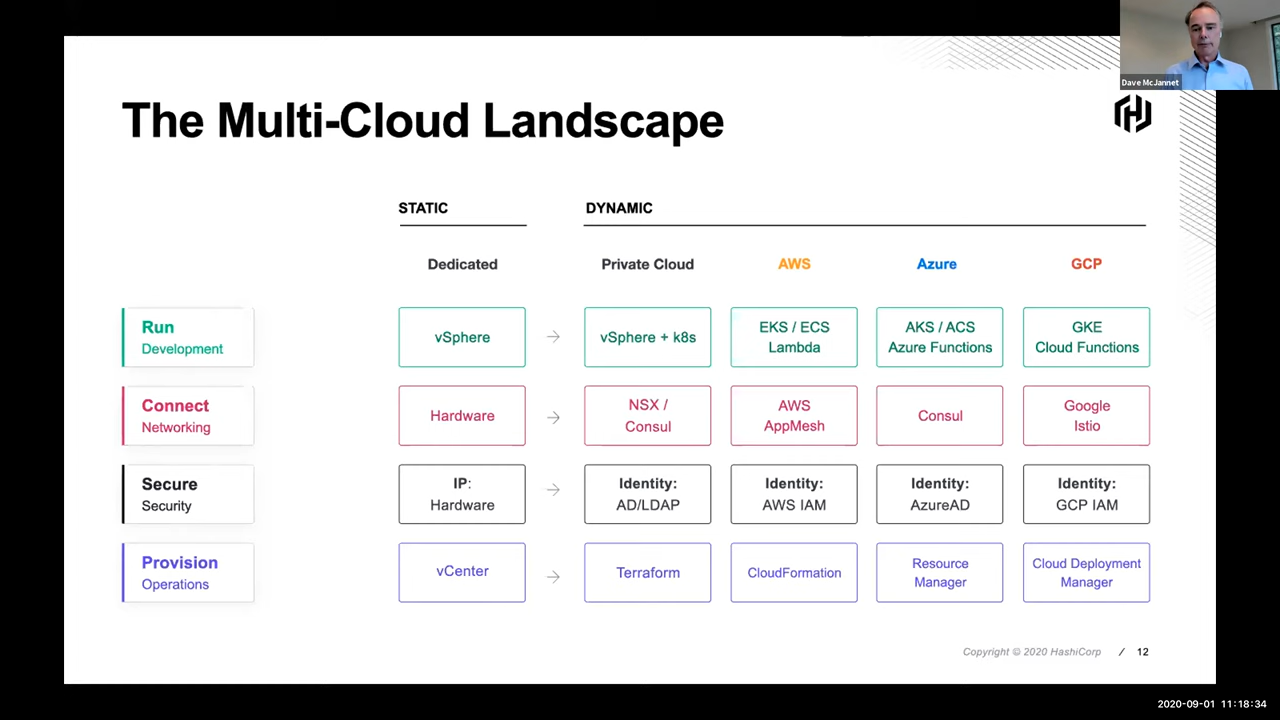 Dave McJannet
The Multi-Cloud Landscape
STATIC
DYNAMIC
Dedicated
Private Cloud
AWS
Azure
GCP
Run
Development
vSphere
vSphere + k8s
EKS / ECS
Lambda
AKS / ACS
Azure Functions
GKE
Cloud Functions
Connect
Networking
Hardware
NSX /
Consul
AWS
AppMesh
Consul
Google
Istio
Secure
Security
IP:
Hardware
Identity:
AD/LDAP
Identity:
AWS IAM
Identity:
AzureAD
Identity:
GCP IAM
Provision
Operations
vCenter
Terraform
CloudFormation
Resource
Manager
Cloud Deployment
Manager
Copyright © 2020 HashiCorp / 12
2020-09-01 11:18:34